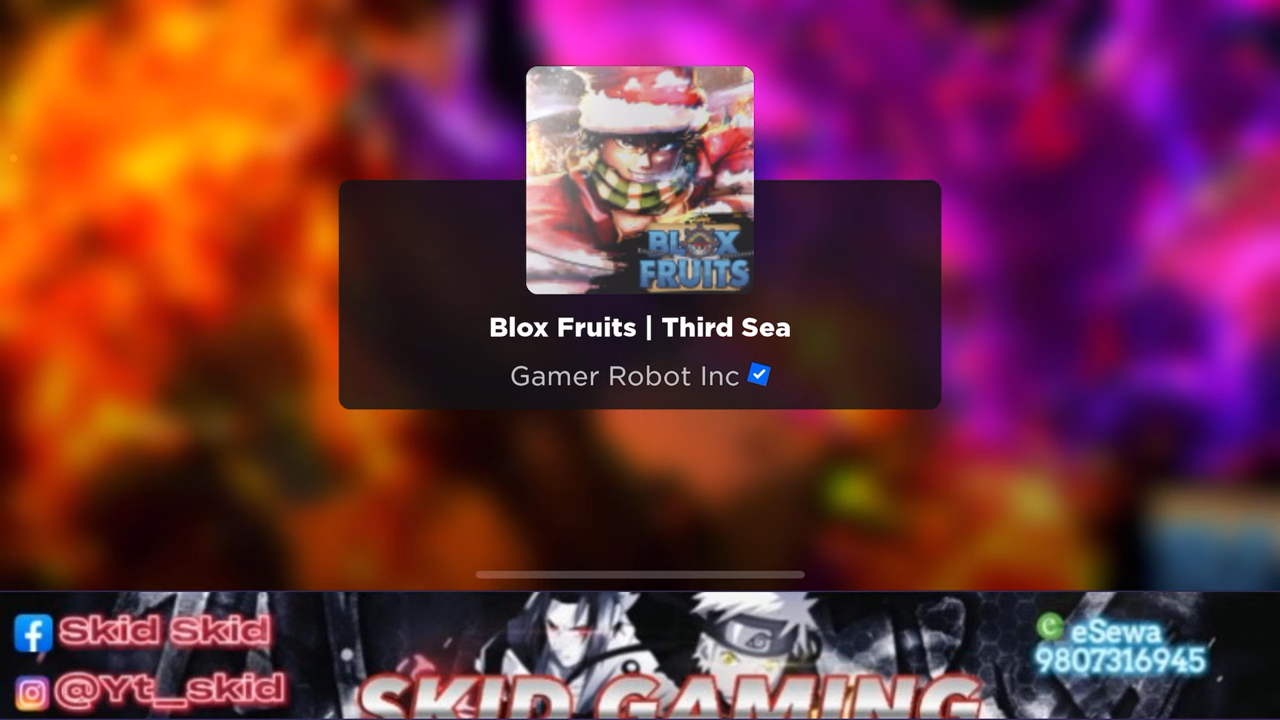 BLOX
FRUITS
Blox Fruits | Third Sea
Gamer Robot Inc
Skid Skid
@Yt_skid
SKID GAMING
eSewa
9807316945